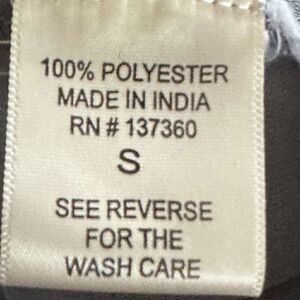 100% POLYESTER
MADE IN INDIA
RN # 137360
S
SEE REVERSE
FOR THE
WASH CARE